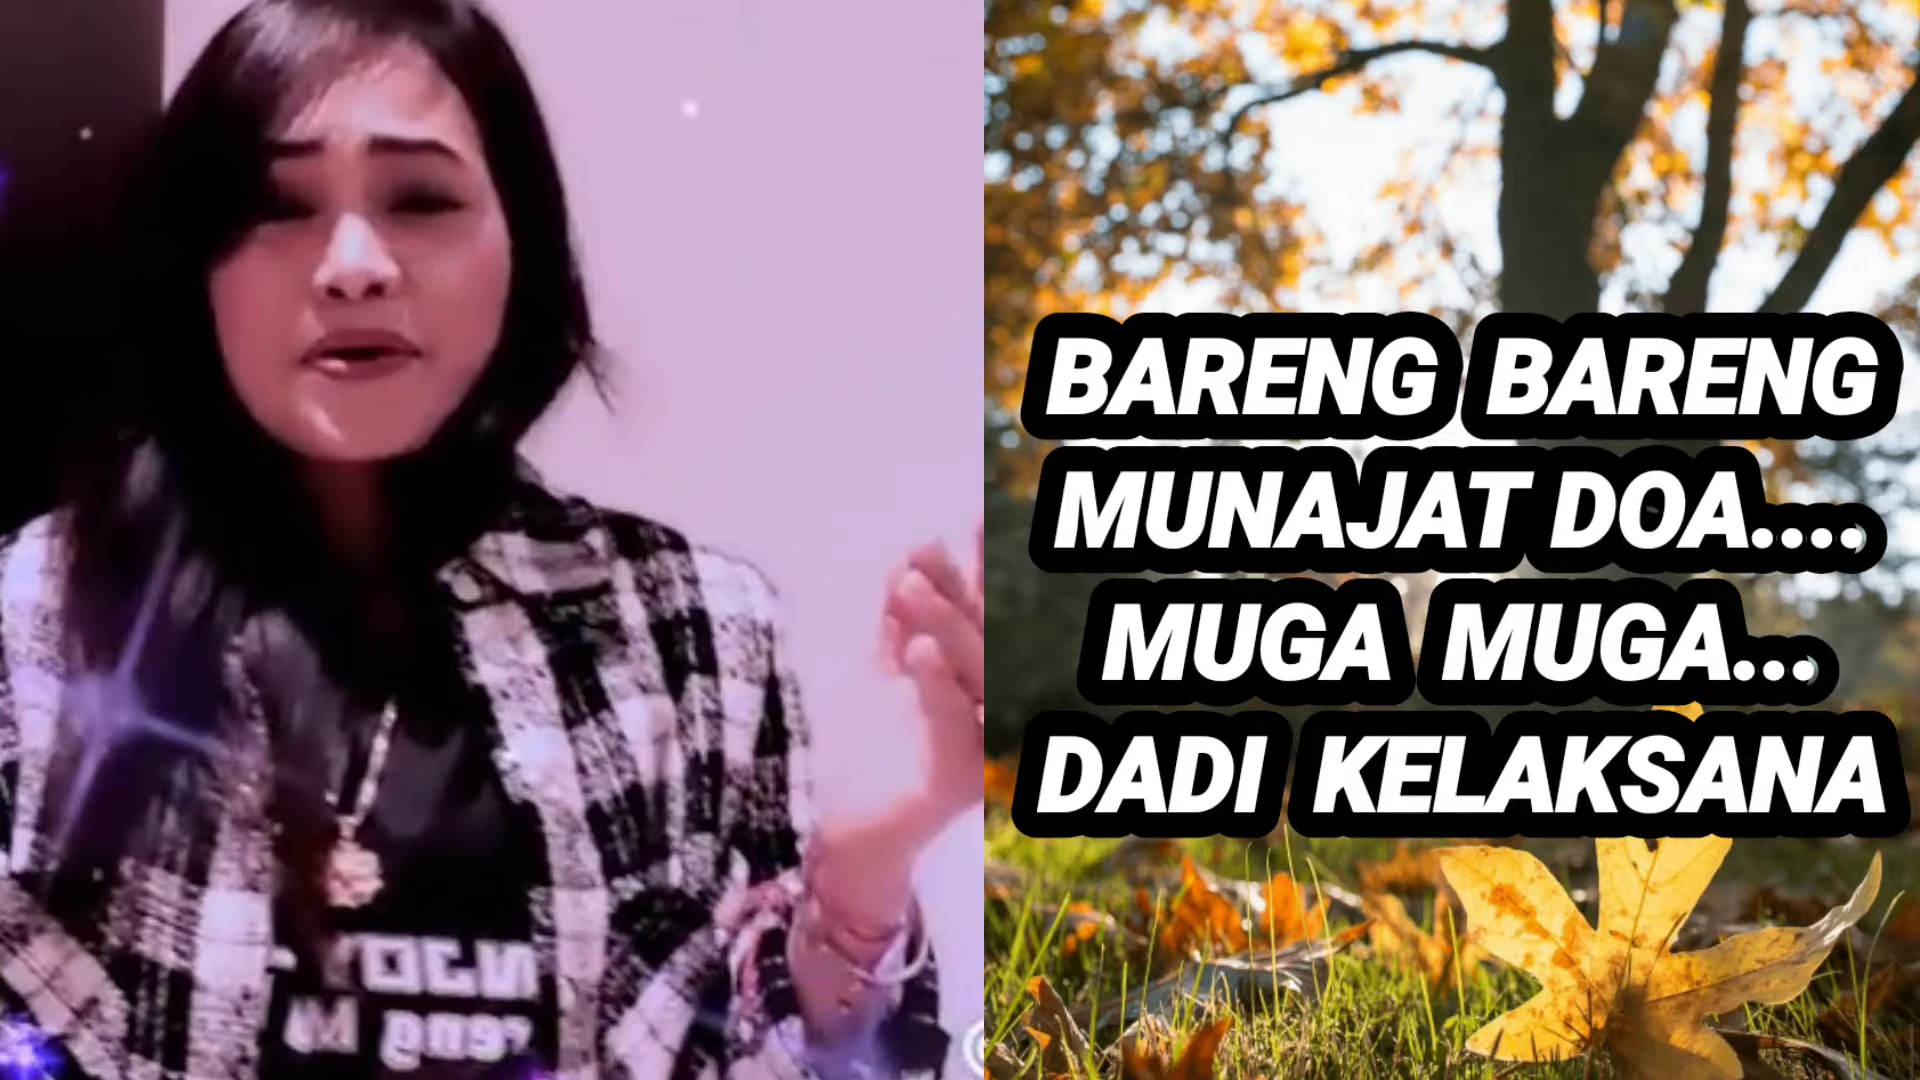 BARENG BARENG
MUNAJAT DOA....
MUGA MUGA...
DADI KELAKSANA